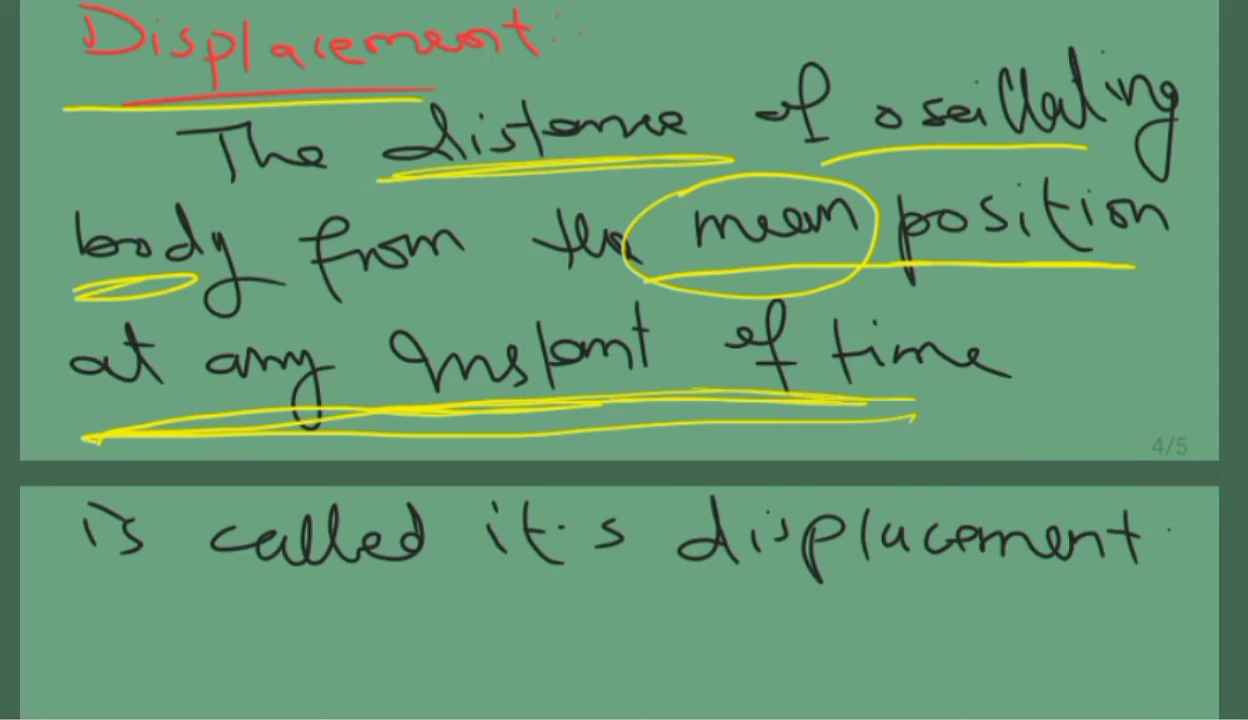 Displacement:
The distance of oscillating
body from the mean position
at any Instant of time
4/5
is called it's displacement.